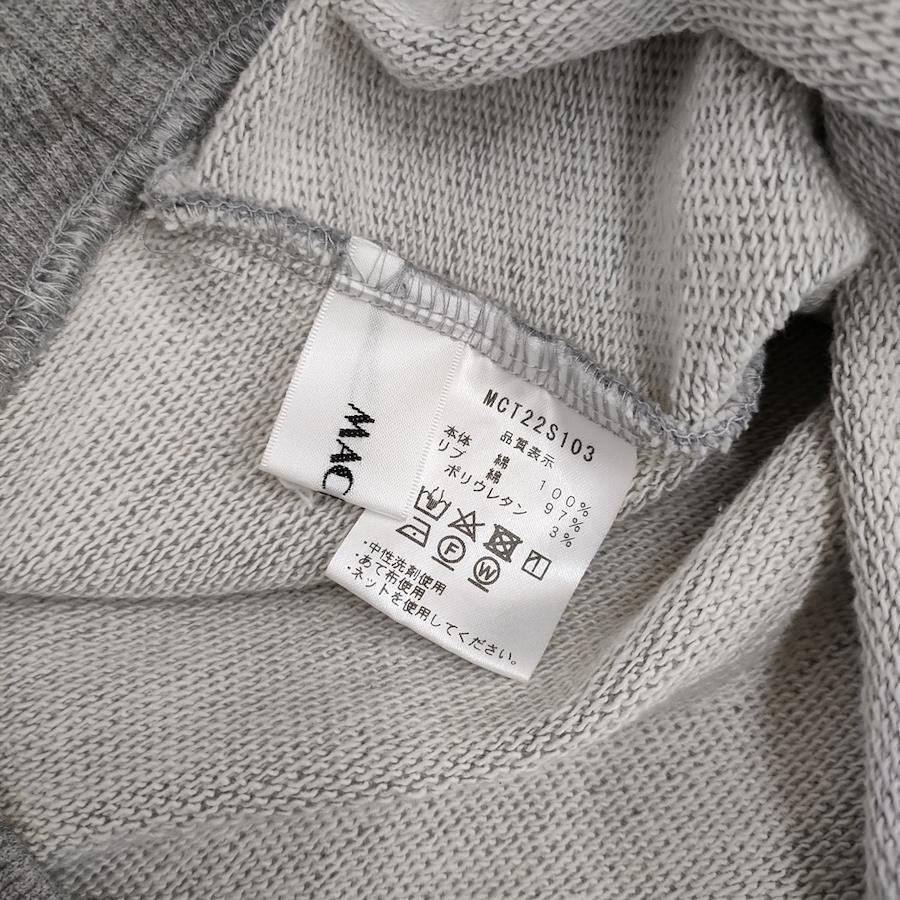 MAC
MCT22S103
品質表示
本体 綿 100%
リブ 綿 97%
ポリウレタン 3%
F W
・中性洗剤使用
・あて布使用
・ネットを使用してください。